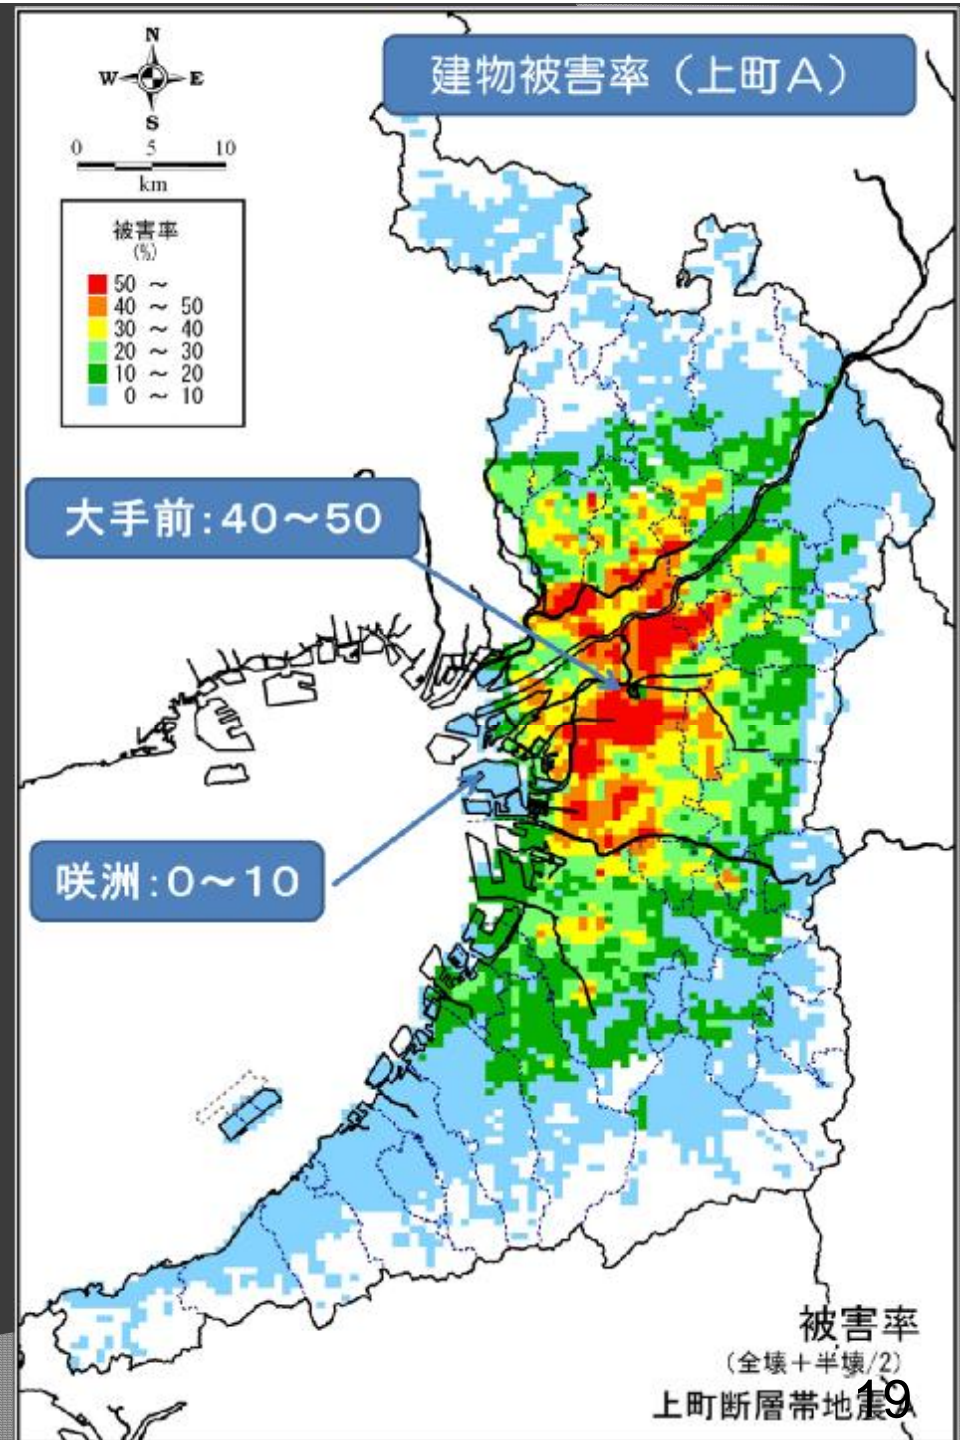 建物被害率（上町A）
N
W E
S
0 5 10
km
被害率
(%)
50 ～
40 ～ 50
30 ～ 40
20 ～ 30
10 ～ 20
0 ～ 10
大手前：40～50
咲洲：0～10
被害率
(全壊＋半壊/2)
上町断層帯地震A
19